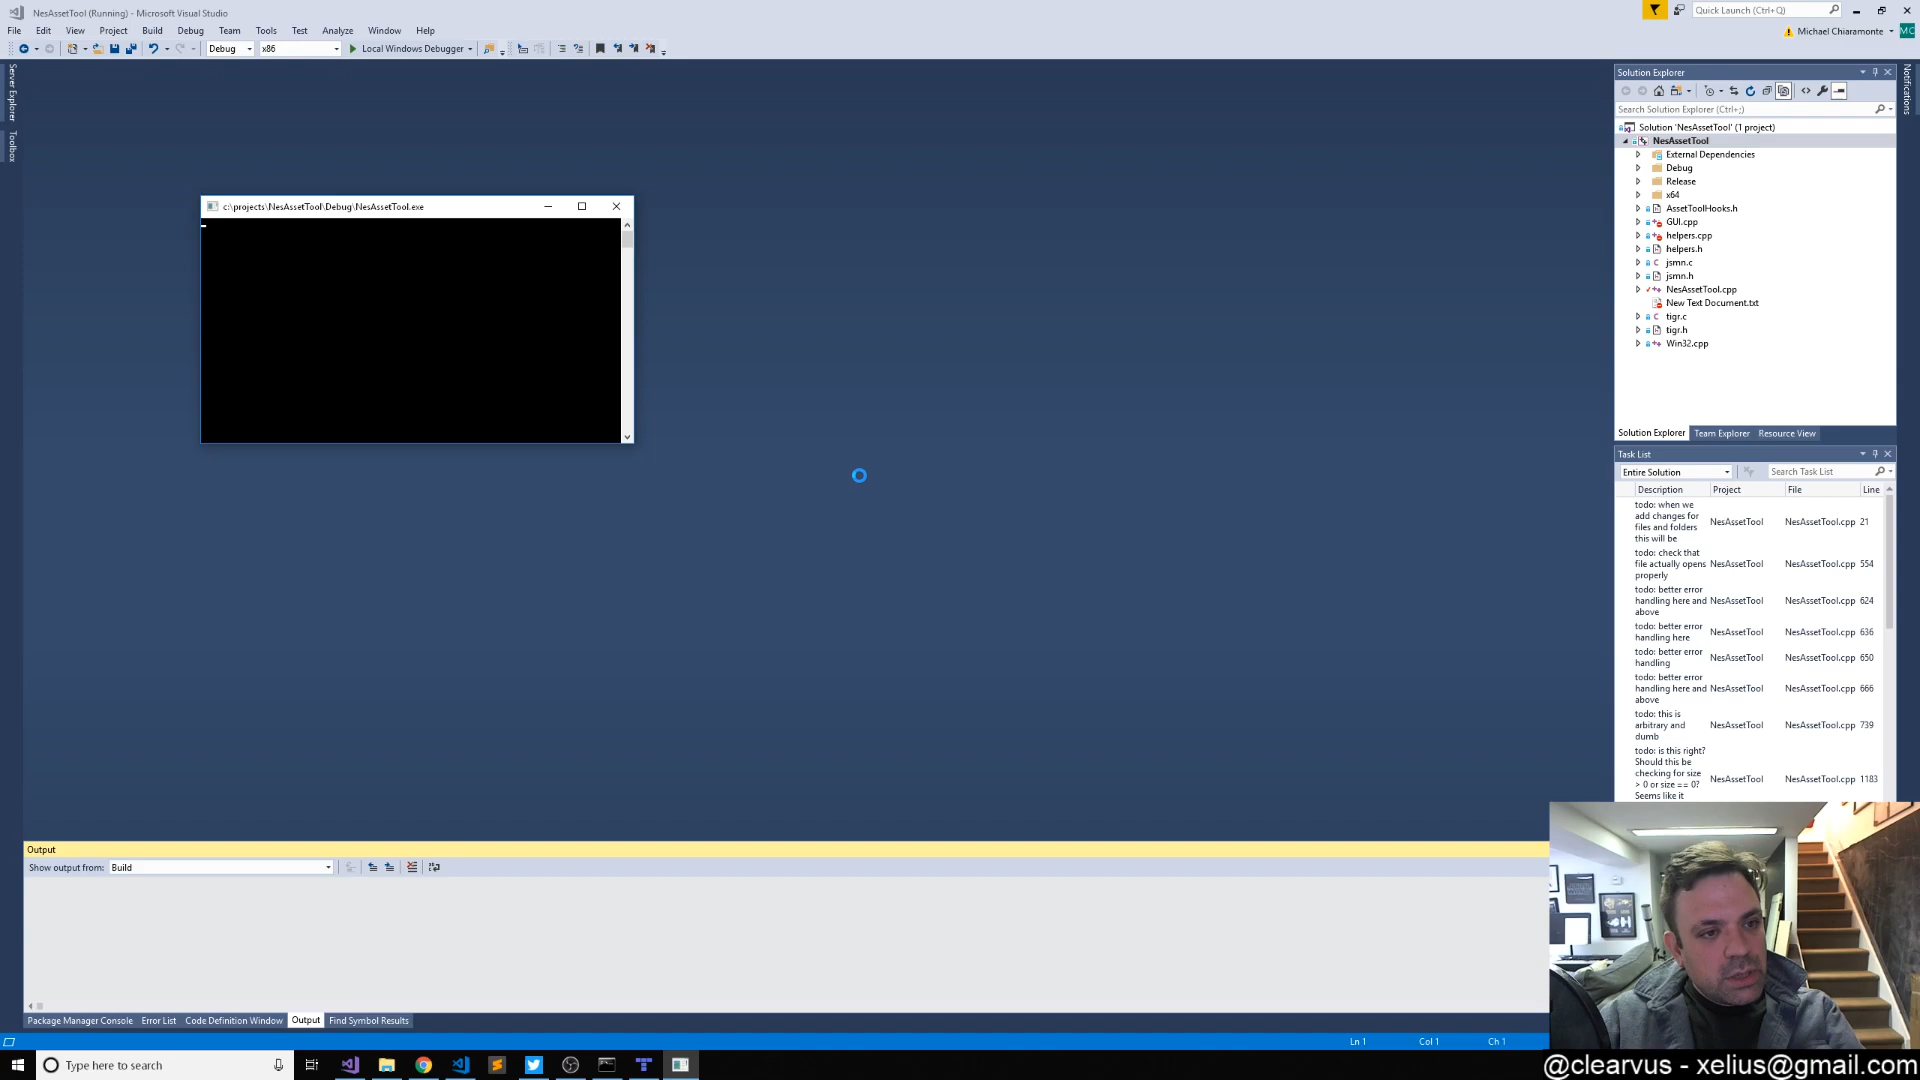 NesAssetTool (Running) - Microsoft Visual Studio
Quick Launch (Ctrl+Q)
File Edit View Project Build Debug Team Tools Test Analyze Window Help
Michael Chiaramonte
MC
Debug x86 Local Windows Debugger
Server Explorer
Toolbox
Notifications
c:\projects\NesAssetTool\Debug\NesAssetTool.exe
Solution Explorer
Search Solution Explorer (Ctrl+;)
Solution 'NesAssetTool' (1 project)
NesAssetTool
External Dependencies
Debug
Release
x64
AssetToolHooks.h
GUI.cpp
helpers.cpp
helpers.h
jsmn.c
jsmn.h
NesAssetTool.cpp
New Text Document.txt
tigr.c
tigr.h
Win32.cpp
Solution Explorer Team Explorer Resource View
Task List
Entire Solution Search Task List
Description Project File Line
todo: when we
add changes for
files and folders
this will be
NesAssetTool NesAssetTool.cpp 21
todo: check that
file actually opens
properly
NesAssetTool NesAssetTool.cpp 554
todo: better error
handling here and
above
NesAssetTool NesAssetTool.cpp 624
todo: better error
handling here
NesAssetTool NesAssetTool.cpp 636
todo: better error
handling
NesAssetTool NesAssetTool.cpp 650
todo: better error
handling here and
above
NesAssetTool NesAssetTool.cpp 666
todo: this is
arbitrary and
dumb
NesAssetTool NesAssetTool.cpp 739
todo: is this right?
Should this be
checking for size
> 0 or size == 0?
Seems like it
NesAssetTool NesAssetTool.cpp 1183
Output
Show output from: Build
Package Manager Console Error List Code Definition Window Output Find Symbol Results
Ln 1 Col 1 Ch 1
Type here to search
@clearvus - xelius@gmail.com